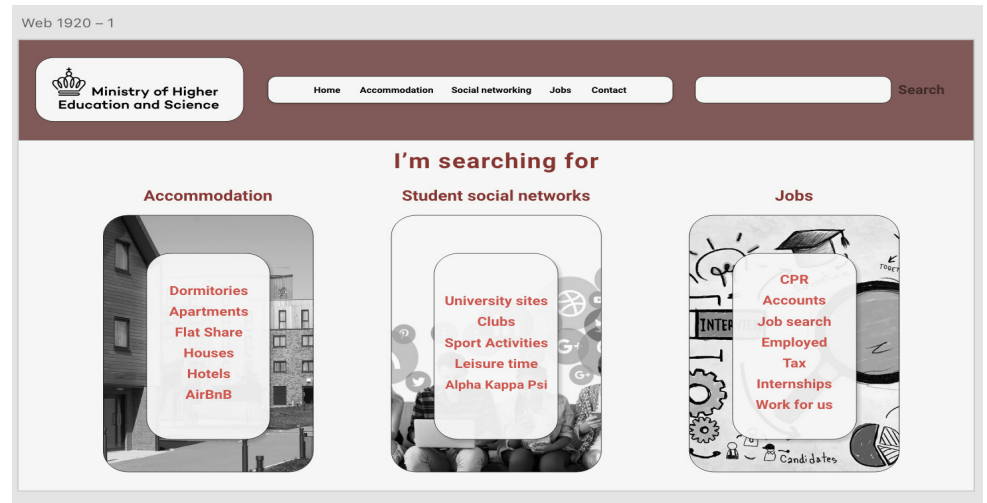 Web 1920 – 1
Ministry of Higher
Education and Science
Home Accommodation Social networking Jobs Contact
Search
I'm searching for
Accommodation
Student social networks
Jobs
Dormitories
Apartments
Flat Share
Houses
Hotels
AirBnB
University sites
Clubs
Sport Activities
Leisure time
Alpha Kappa Psi
G+
CPR
Accounts
Job search
Employed
Tax
Internships
Work for us
Candidates